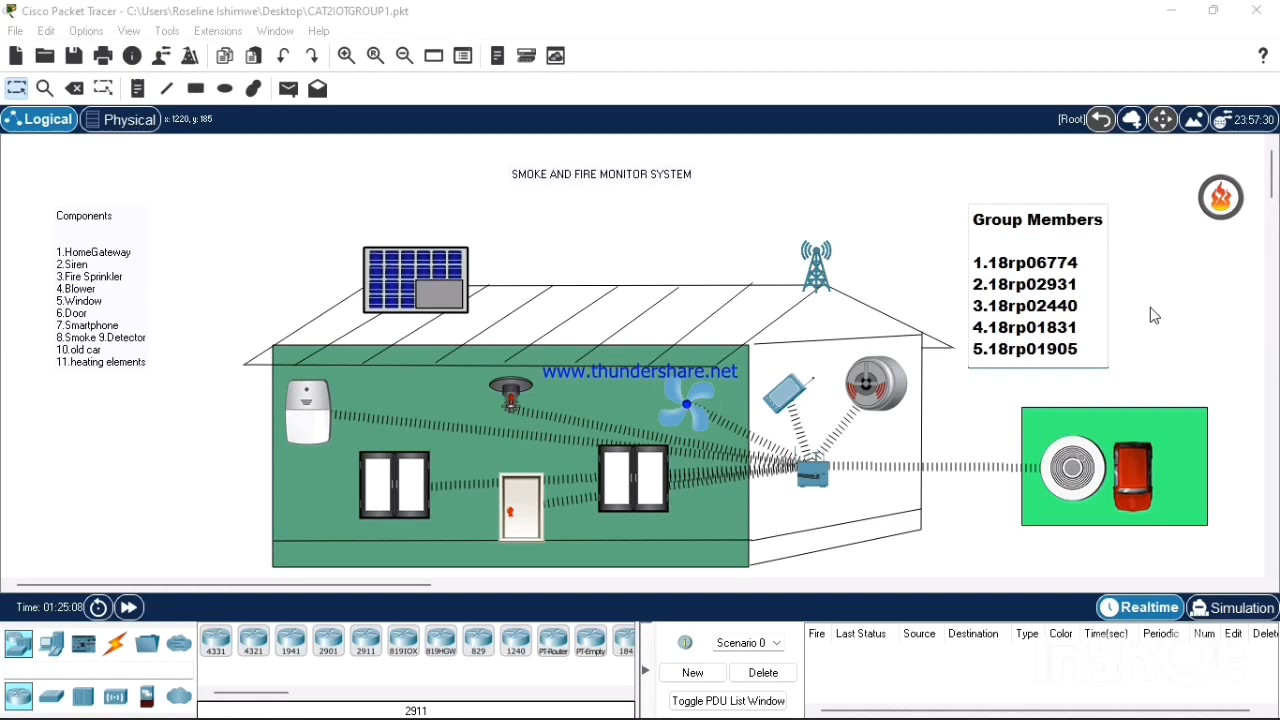 Cisco Packet Tracer - C:\Users\Roseline Ishimwe\Desktop\CAT2IOTGROUP1.pkt
File Edit Options View Tools Extensions Window Help
?
Logical Physical x: 1220, y: 185 [Root] 23:57:30
SMOKE AND FIRE MONITOR SYSTEM
Components
1.HomeGateway
2.Siren
3.Fire Sprinkler
4.Blower
5.Window
6.Door
7.Smartphone
8.Smoke 9.Detector
10.old car
11.heating elements
Group Members
1.18rp06774
2.18rp02931
3.18rp02440
4.18rp01831
5.18rp01905
www.thundershare.net
Time: 01:25:08 Realtime Simulation
4331 4321 1941 2901 2911 819IOX 819HGW 829 1240 PT-Router PT-Empty 184
2911
Scenario 0
New Delete
Toggle PDU List Window
Fire Last Status Source Destination Type Color Time(sec) Periodic Num Edit Delet